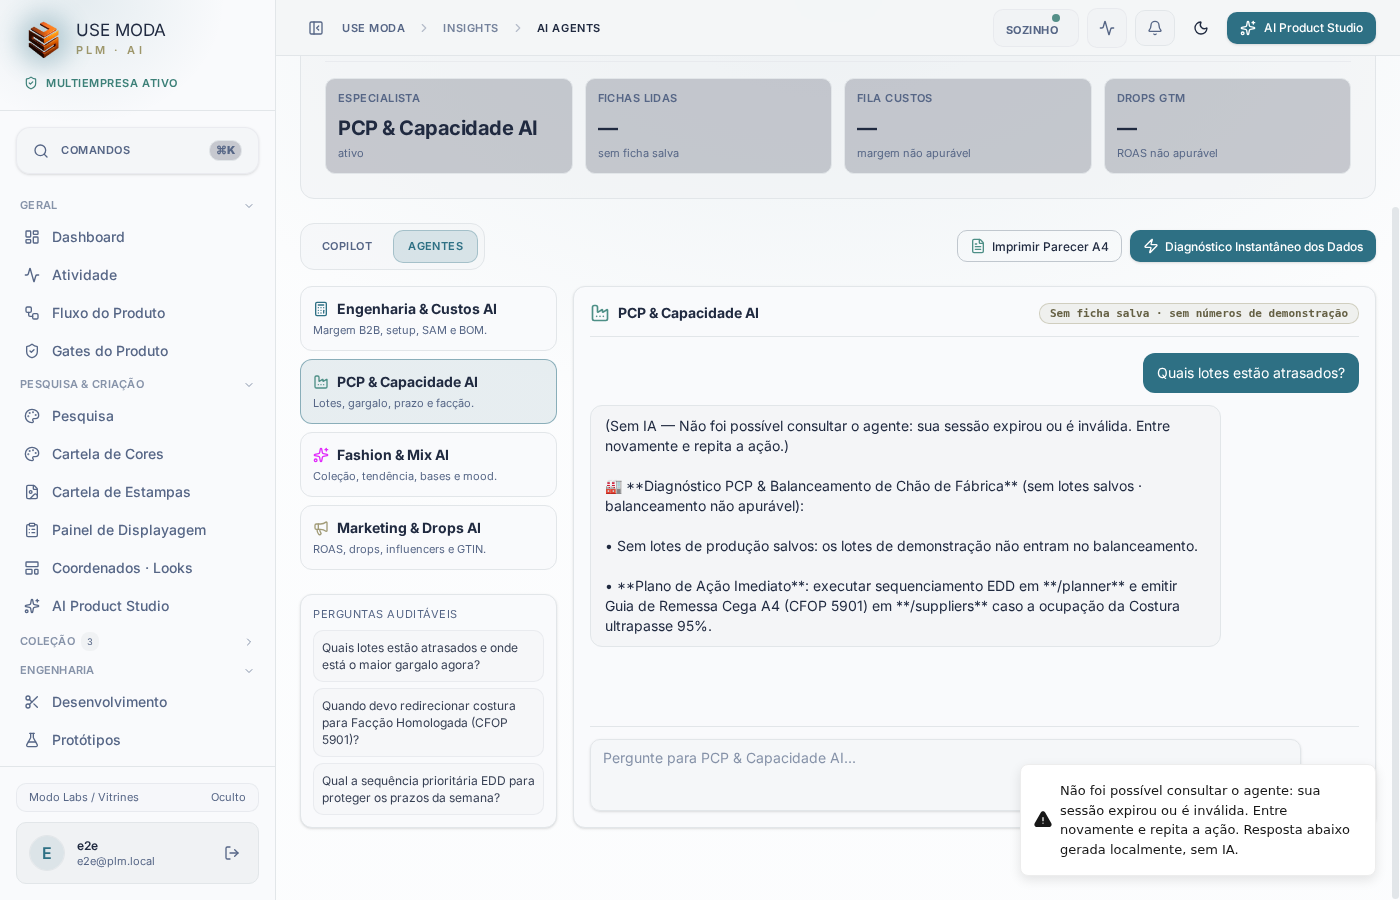 USE MODA
PLM · AI
MULTIEMPRESA ATIVO
COMANDOS
⌘K
GERAL
Dashboard
Atividade
Fluxo do Produto
Gates do Produto
PESQUISA & CRIAÇÃO
Pesquisa
Cartela de Cores
Cartela de Estampas
Painel de Displayagem
Coordenados · Looks
AI Product Studio
COLEÇÃO 3
ENGENHARIA
Desenvolvimento
Protótipos
Modo Labs / Vitrines Oculto
E
e2e
e2e@plm.local
USE MODA INSIGHTS AI AGENTS
SOZINHO
AI Product Studio
ESPECIALISTA
PCP & Capacidade AI
ativo
FICHAS LIDAS
—
sem ficha salva
FILA CUSTOS
—
margem não apurável
DROPS GTM
—
ROAS não apurável
COPILOT AGENTES
Imprimir Parecer A4
Diagnóstico Instantâneo dos Dados
Engenharia & Custos AI
Margem B2B, setup, SAM e BOM.
PCP & Capacidade AI
Lotes, gargalo, prazo e facção.
Fashion & Mix AI
Coleção, tendência, bases e mood.
Marketing & Drops AI
ROAS, drops, influencers e GTIN.
PERGUNTAS AUDITÁVEIS
Quais lotes estão atrasados e onde
está o maior gargalo agora?
Quando devo redirecionar costura
para Facção Homologada (CFOP
5901)?
Qual a sequência prioritária EDD para
proteger os prazos da semana?
PCP & Capacidade AI
Sem ficha salva · sem números de demonstração
Quais lotes estão atrasados?
(Sem IA — Não foi possível consultar o agente: sua sessão expirou ou é inválida. Entre
novamente e repita a ação.)
🏭 **Diagnóstico PCP & Balanceamento de Chão de Fábrica** (sem lotes salvos ·
balanceamento não apurável):
• Sem lotes de produção salvos: os lotes de demonstração não entram no balanceamento.
• **Plano de Ação Imediato**: executar sequenciamento EDD em **/planner** e emitir
Guia de Remessa Cega A4 (CFOP 5901) em **/suppliers** caso a ocupação da Costura
ultrapasse 95%.
Pergunte para PCP & Capacidade AI...
Não foi possível consultar o agente: sua
sessão expirou ou é inválida. Entre
novamente e repita a ação. Resposta abaixo
gerada localmente, sem IA.